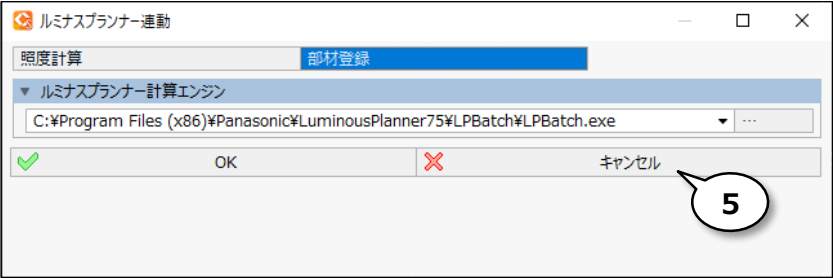 ルミナスプランナー連動
照度計算 部材登録
ルミナスプランナー計算エンジン
C:¥Program Files (x86)¥Panasonic¥LuminousPlanner75¥LPBatch¥LPBatch.exe ...
OK キャンセル
5